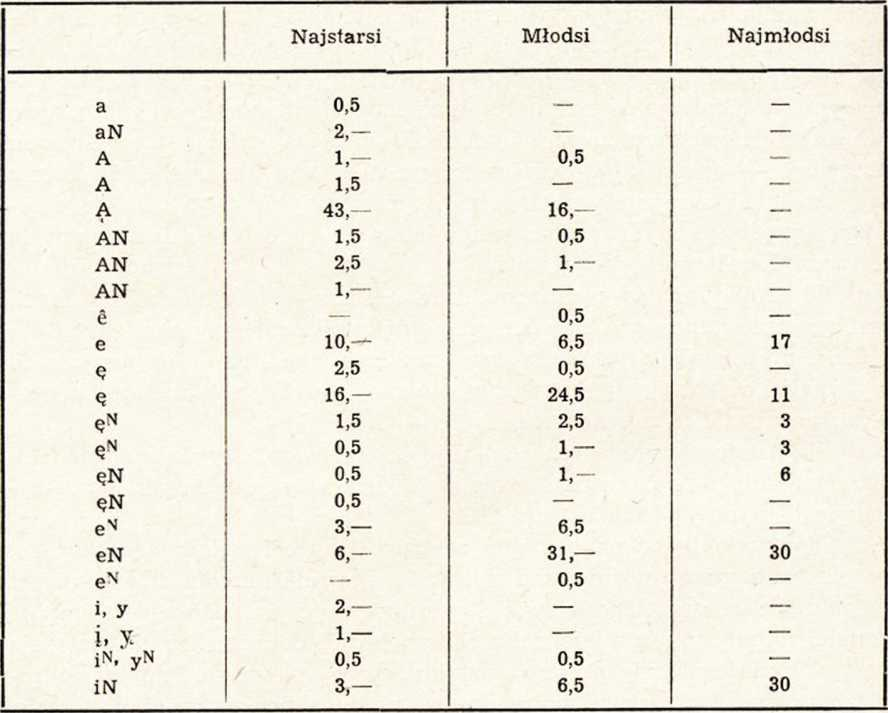 Najstarsi Młodsi Najmłodsi
a 0,5 — —
aN 2,— — —
A 1,— 0,5 —
A 1,5 — —
Ą 43,— 16,— —
AN 1,5 0,5 —
AN 2,5 1,— —
AN 1,— — —
ê — 0,5 —
e 10,— 6,5 17
ę 2,5 0,5 —
ę 16,— 24,5 11
ęᴺ 1,5 2,5 3
ęᴺ 0,5 1,— 3
ęN 0,5 1,— 6
ęN 0,5 — —
eᴺ 3,— 6,5 —
eN 6,— 31,— 30
eᴺ — 0,5 —
i, y 2,— — —
į, y̨ 1,— — —
iᴺ, yᴺ 0,5 0,5 —
iN 3,— 6,5 30